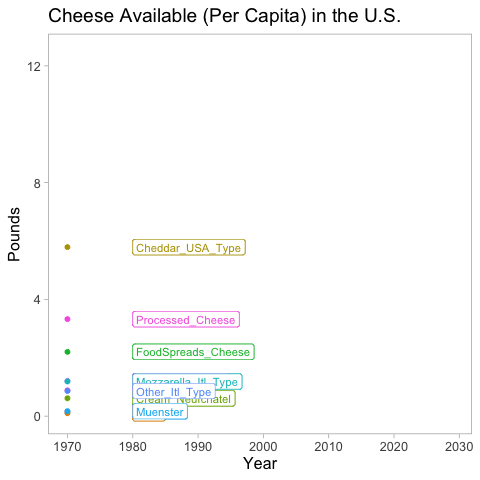 Cheese Available (Per Capita) in the U.S.
12
8
4
0
Pounds
Cheddar_USA_Type
Processed_Cheese
FoodSpreads_Cheese
Mozzarella_Itl_Type
Other_Itl_Type
Cream_Neufchatel
Muenster
1970 1980 1990 2000 2010 2020 2030
Year